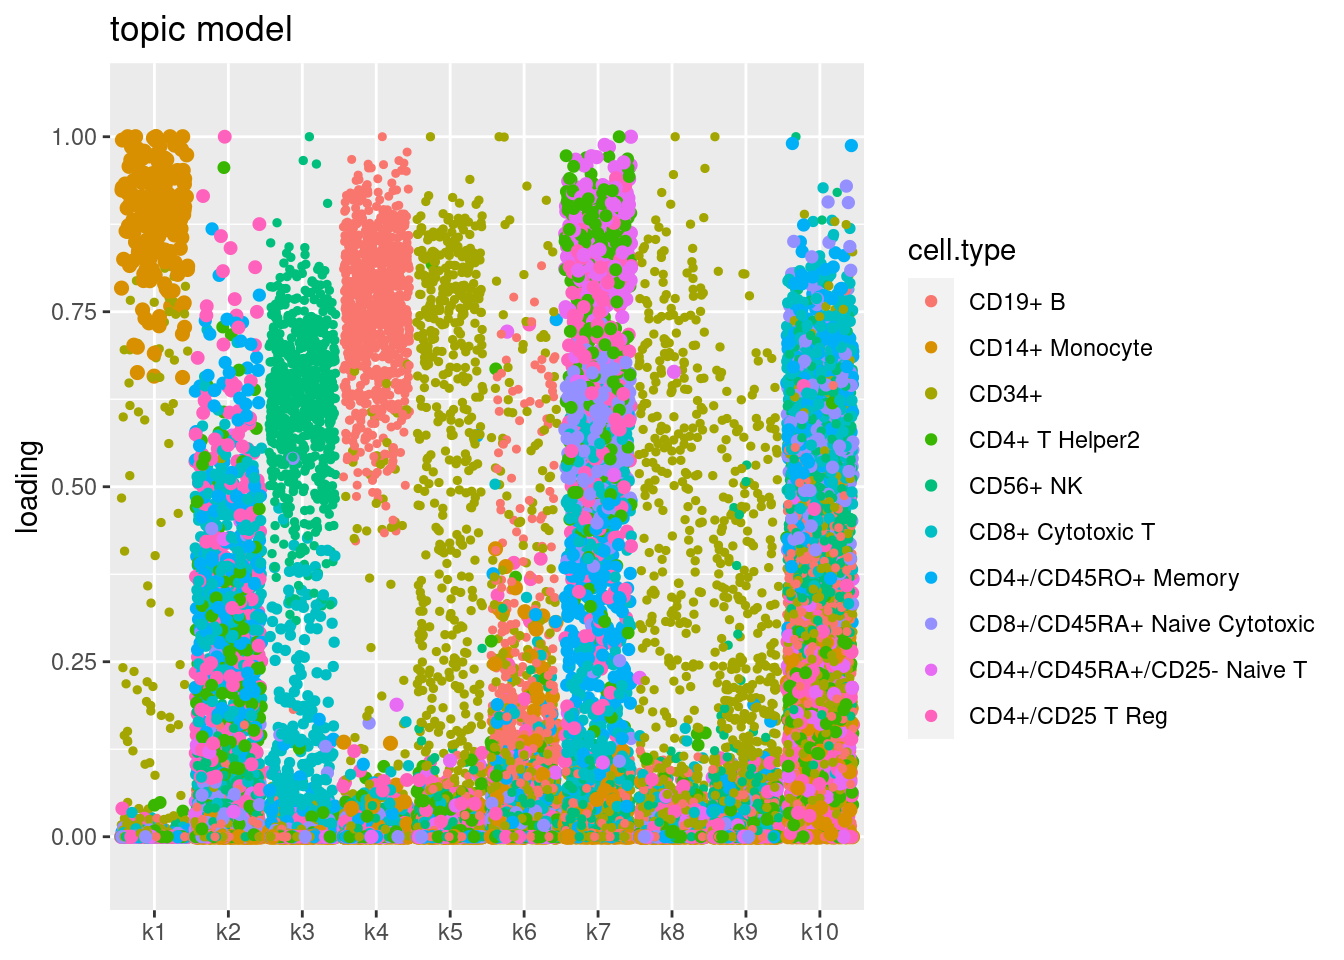 topic model
loading
1.00
0.75
0.50
0.25
0.00
k1 k2 k3 k4 k5 k6 k7 k8 k9 k10
cell.type
CD19+ B
CD14+ Monocyte
CD34+
CD4+ T Helper2
CD56+ NK
CD8+ Cytotoxic T
CD4+/CD45RO+ Memory
CD8+/CD45RA+ Naive Cytotoxic
CD4+/CD45RA+/CD25- Naive T
CD4+/CD25 T Reg